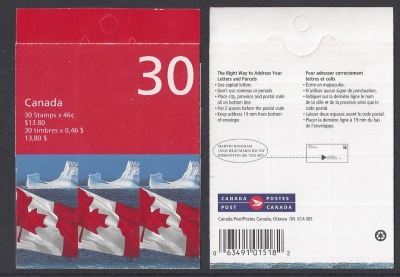 30
Canada
30 Stamps x 46¢
$13.80
30 timbres x 0,46 $
13,80 $
The Right Way to Address Your
Letters and Parcels
• Use capital letters
• Don't use commas or periods
• Place city, province and postal code
all on bottom line
• Put 2 spaces before the postal code
• Keep address 19 mm from bottom
of envelope
Pour adresser correctement
lettres et colis
• Écrire en majuscules.
• N'utiliser aucun signe de ponctuation.
• Indiquer sur la dernière ligne le nom
de la ville et de la province ainsi que le
code postal.
• Laisser deux espaces avant le code postal.
• Placer la dernière ligne à 19 mm du bas
de l'enveloppe.
CANADA
POST
POSTES
CANADA
Canada Post/Postes Canada, Ottawa ON K1A 0B1
0 63491 01518 2